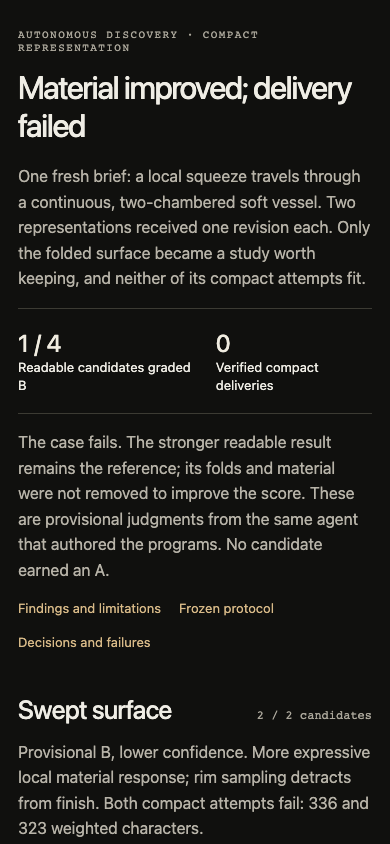 AUTONOMOUS DISCOVERY · COMPACT
REPRESENTATION
Material improved; delivery
failed
One fresh brief: a local squeeze travels through
a continuous, two-chambered soft vessel. Two
representations received one revision each. Only
the folded surface became a study worth
keeping, and neither of its compact attempts fit.
1 / 4
Readable candidates graded
B
0
Verified compact
deliveries
The case fails. The stronger readable result
remains the reference; its folds and material
were not removed to improve the score. These
are provisional judgments from the same agent
that authored the programs. No candidate
earned an A.
Findings and limitations Frozen protocol
Decisions and failures
Swept surface 2 / 2 candidates
Provisional B, lower confidence. More expressive
local material response; rim sampling detracts
from finish. Both compact attempts fail: 336 and
323 weighted characters.